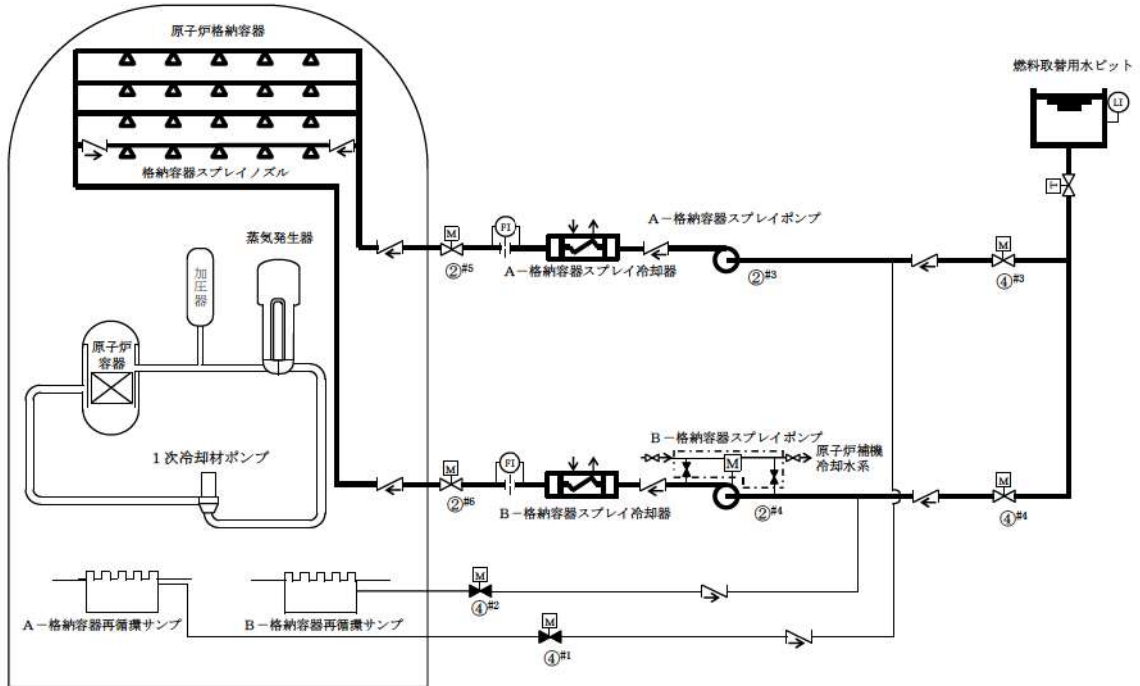 原子炉格納容器
格納容器スプレイノズル
燃料取替用水ピット
LI
T
A-格納容器スプレイポンプ
M
FI
M
②#5
A-格納容器スプレイ冷却器
②#3
④#3
蒸気発生器
加圧器
原子炉
容器
1次冷却材ポンプ
B-格納容器スプレイポンプ
原子炉補機
冷却水系
M
M
FI
M
②#6
B-格納容器スプレイ冷却器
②#4
④#4
M
④#2
A-格納容器再循環サンプ
B-格納容器再循環サンプ
M
④#1